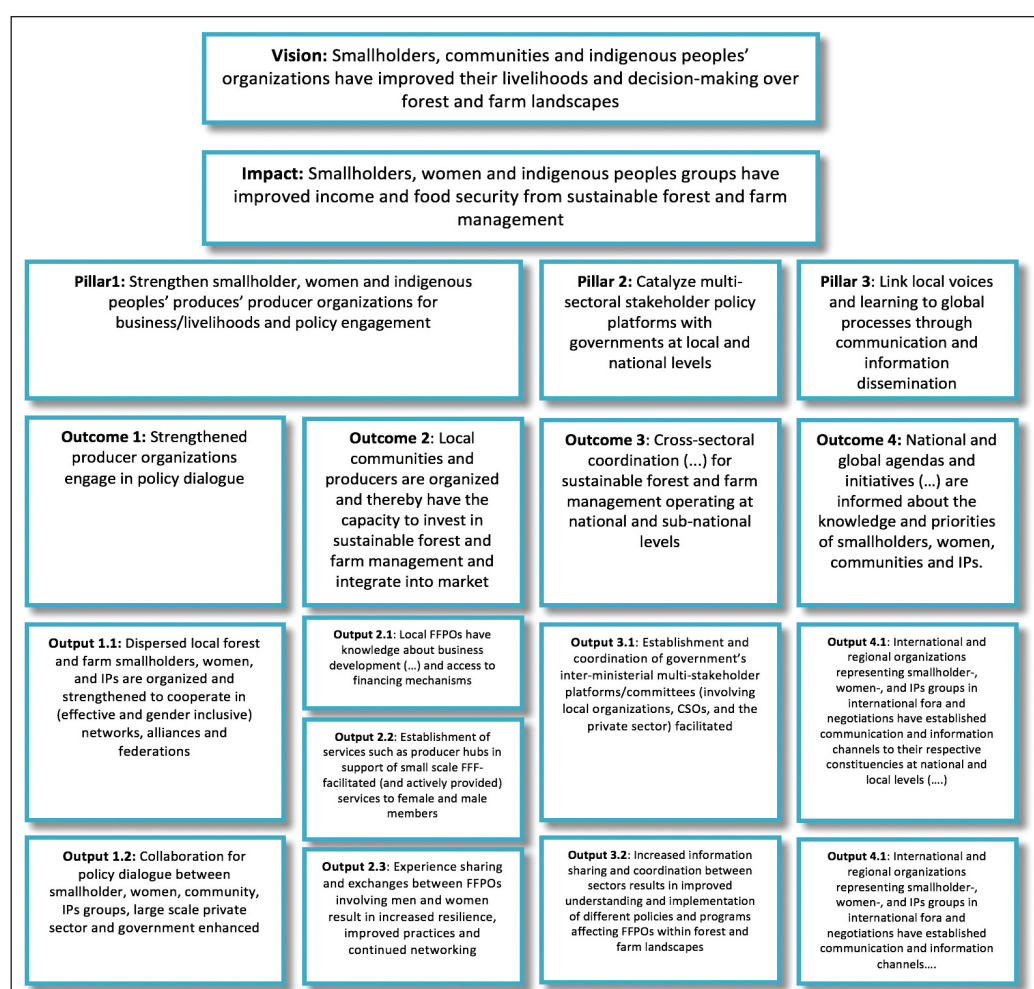 Vision: Smallholders, communities and indigenous peoples'
organizations have improved their livelihoods and decision-making over
forest and farm landscapes
Impact: Smallholders, women and indigenous peoples groups have
improved income and food security from sustainable forest and farm
management
Pillar1: Strengthen smallholder, women and indigenous
peoples' produces' producer organizations for
business/livelihoods and policy engagement
Pillar 2: Catalyze multi-
sectoral stakeholder policy
platforms with
governments at local and
national levels
Pillar 3: Link local voices
and learning to global
processes through
communication and
information
dissemination
Outcome 1: Strengthened
producer organizations
engage in policy dialogue
Outcome 2: Local
communities and
producers are organized
and thereby have the
capacity to invest in
sustainable forest and
farm management and
integrate into market
Outcome 3: Cross-sectoral
coordination (...) for
sustainable forest and farm
management operating at
national and sub-national
levels
Outcome 4: National and
global agendas and
initiatives (...) are
informed about the
knowledge and priorities
of smallholders, women,
communities and IPs.
Output 1.1: Dispersed local forest
and farm smallholders, women,
and IPs are organized and
strengthened to cooperate in
(effective and gender inclusive)
networks, alliances and
federations
Output 2.1: Local FFPOs have
knowledge about business
development (...) and access to
financing mechanisms
Output 2.2: Establishment of
services such as producer hubs in
support of small scale FFF-
facilitated (and actively provided)
services to female and male
members
Output 3.1: Establishment and
coordination of government's
inter-ministerial multi-stakeholder
platforms/committees (involving
local organizations, CSOs, and the
private sector) facilitated
Output 4.1: International and
regional organizations
representing smallholder-,
women-, and IPs groups in
international fora and
negotiations have established
communication and information
channels to their respective
constituencies at national and
local levels (....)
Output 1.2: Collaboration for
policy dialogue between
smallholder, women, community,
IPs groups, large scale private
sector and government enhanced
Output 2.3: Experience sharing
and exchanges between FFPOs
involving men and women
result in increased resilience,
improved practices and
continued networking
Output 3.2: Increased information
sharing and coordination between
sectors results in improved
understanding and implementation
of different policies and programs
affecting FFPOs within forest and
farm landscapes
Output 4.1: International and
regional organizations
representing smallholder-,
women-, and IPs groups in
international fora and
negotiations have established
communication and information
channels....